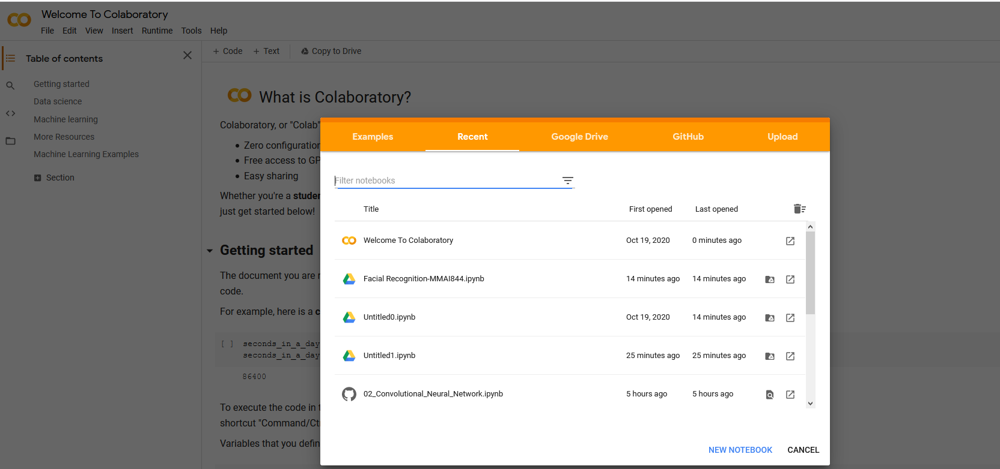 Welcome To Colaboratory
File Edit View Insert Runtime Tools Help
Table of contents
Getting started
Data science
Machine learning
More Resources
Machine Learning Examples
Section
+ Code + Text Copy to Drive
What is Colaboratory?
Colaboratory, or "Colab"
Zero configuration
Free access to GP
Easy sharing
Whether you're a studen
just get started below!
Getting started
The document you are
code.
For example, here is a
[ ] seconds_in_a_day
seconds_in_a_day
86400
To execute the code in
shortcut "Command/Ct
Variables that you defin
Examples Recent Google Drive GitHub Upload
Filter notebooks
Title First opened Last opened
Welcome To Colaboratory Oct 19, 2020 0 minutes ago
Facial Recognition-MMAI844.ipynb 14 minutes ago 14 minutes ago
Untitled0.ipynb Oct 19, 2020 14 minutes ago
Untitled1.ipynb 25 minutes ago 25 minutes ago
02_Convolutional_Neural_Network.ipynb 5 hours ago 5 hours ago
NEW NOTEBOOK CANCEL